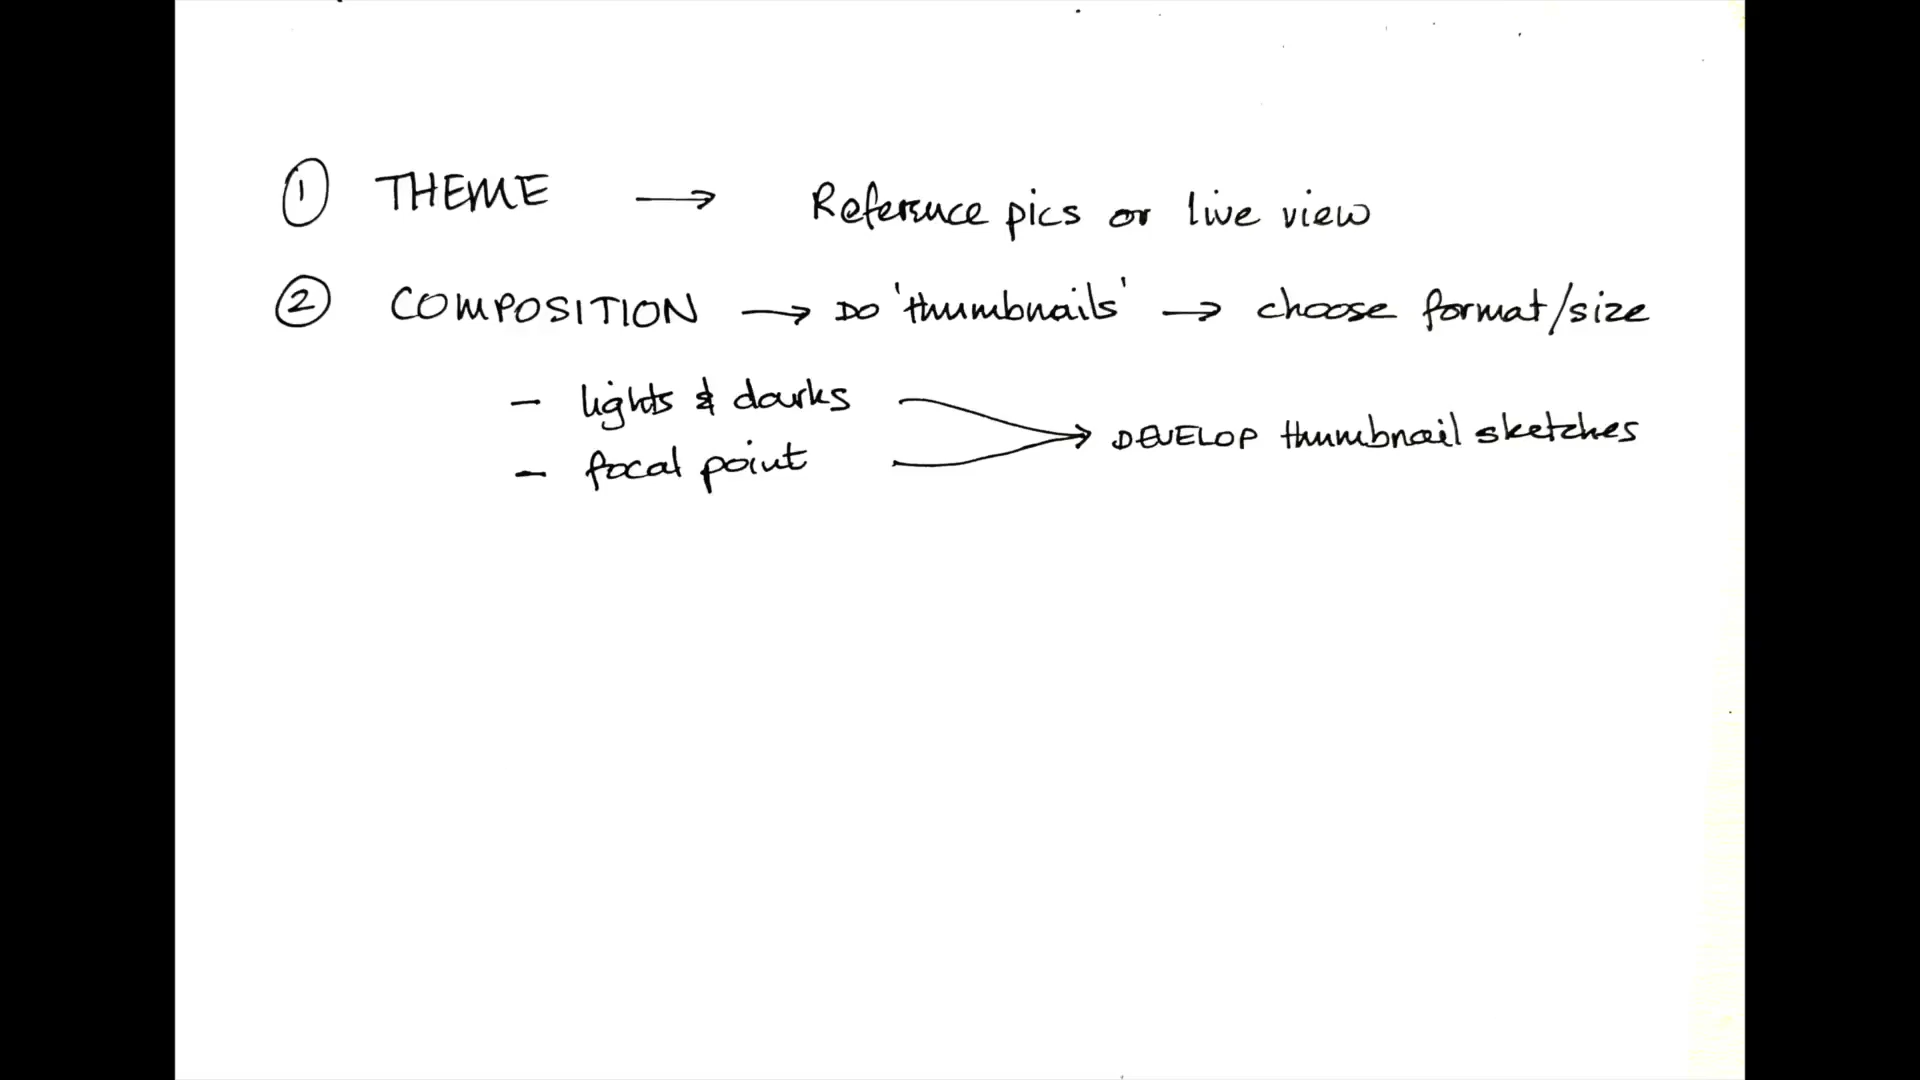 ① THEME → Reference pics or live view
② COMPOSITION → DO 'thumbnails' → choose format/size
- lights & darks
- focal point
→ DEVELOP thumbnail sketches